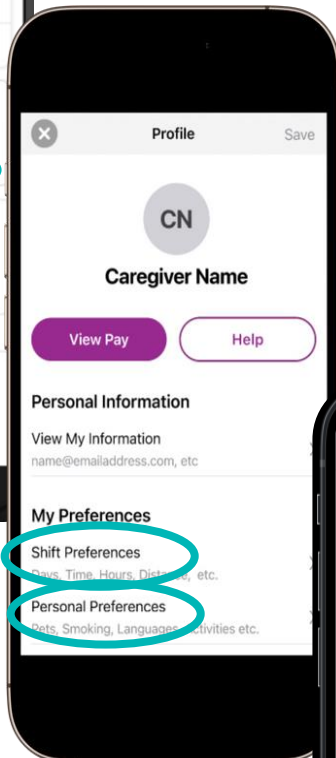 Profile
Save
CN
Caregiver Name
View Pay
Help
Personal Information
View My Information
name@emailaddress.com, etc
My Preferences
Shift Preferences
Days, Time, Hours, Distance, etc.
Personal Preferences
Pets, Smoking, Languages, Activities etc.